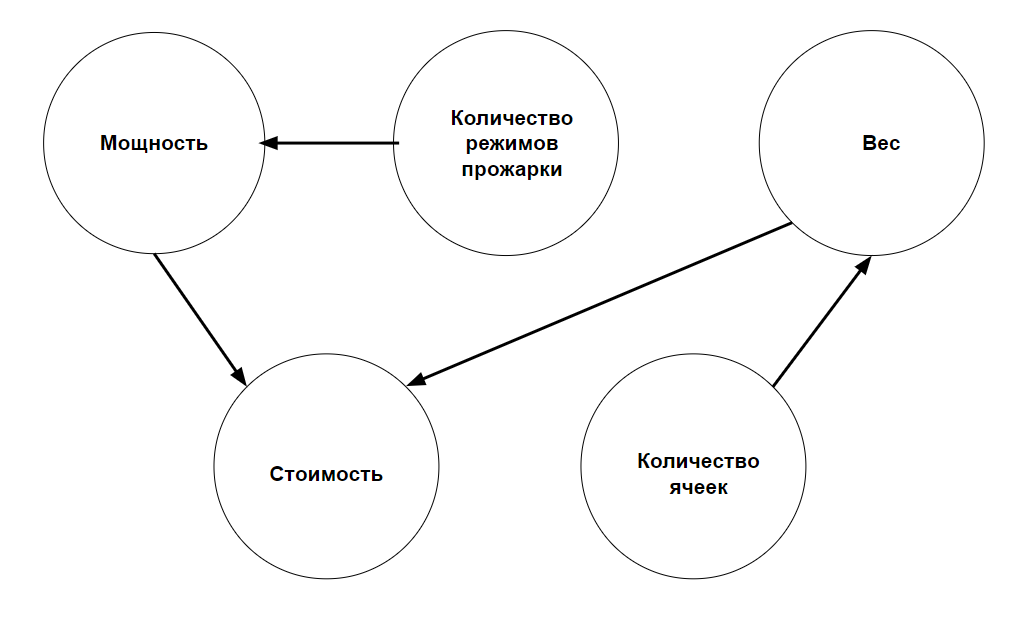 Мощность
Количество
режимов
прожарки
Вес
Стоимость
Количество
ячеек